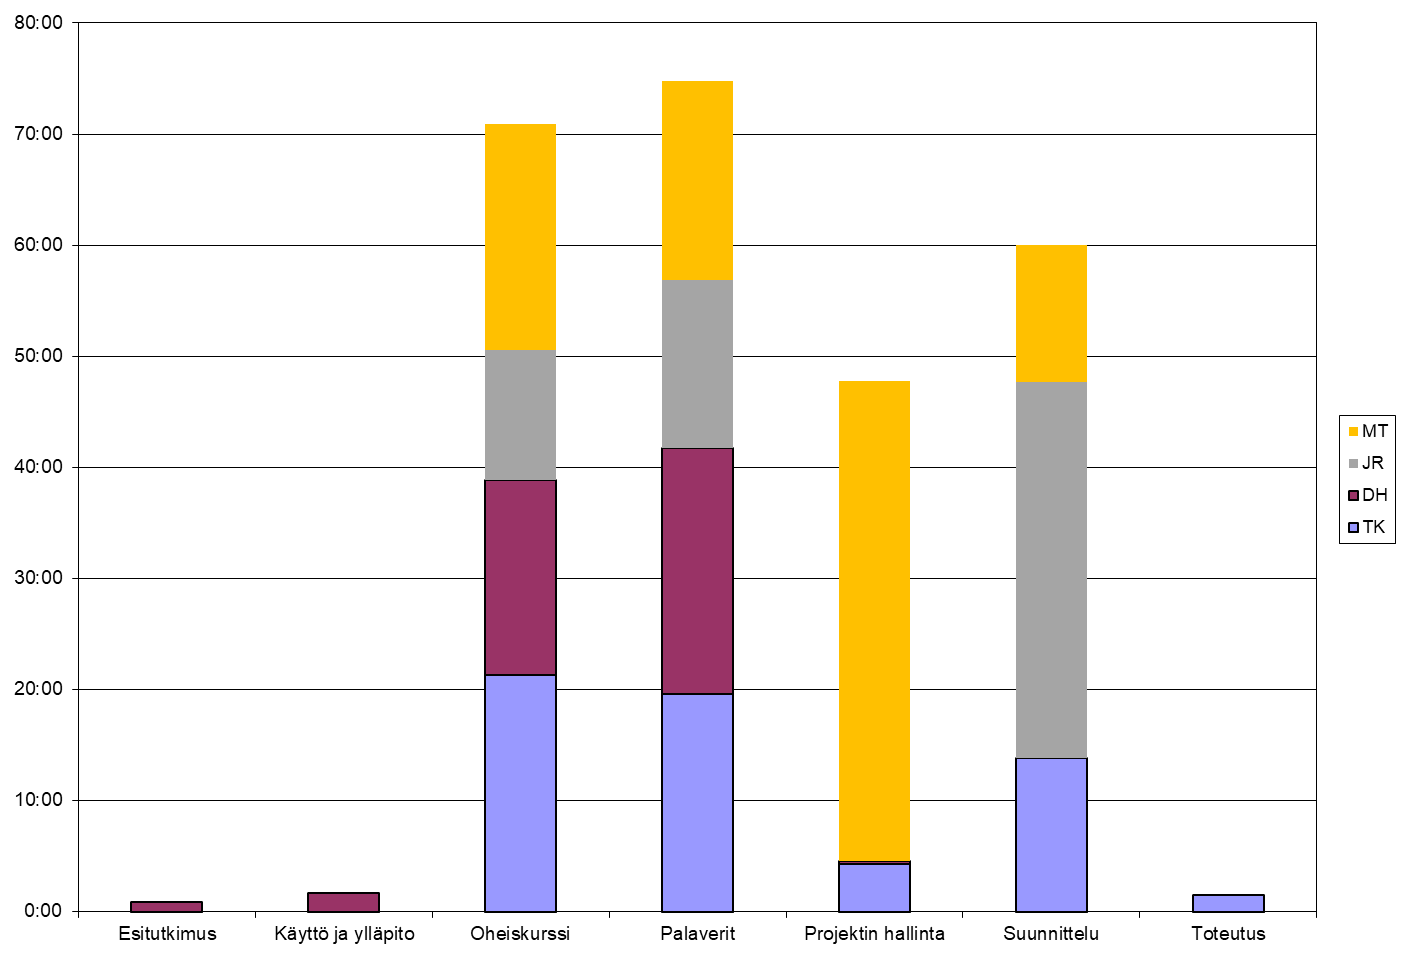 80:00
70:00
60:00
50:00
40:00
30:00
20:00
10:00
0:00
Esitutkimus Käyttö ja ylläpito Oheiskurssi Palaverit Projektin hallinta Suunnittelu Toteutus
MT
JR
DH
TK